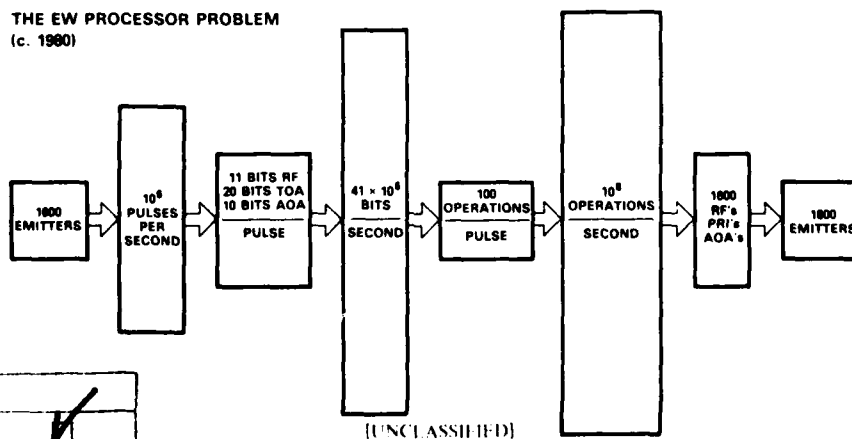 THE EW PROCESSOR PROBLEM
(c. 1980)
1600
EMITTERS
10⁶
PULSES
PER
SECOND
11 BITS RF
20 BITS TOA
10 BITS AOA
PULSE
41 × 10⁶
BITS
SECOND
100
OPERATIONS
PULSE
10⁸
OPERATIONS
SECOND
1600
RF's
PRI's
AOA's
1600
EMITTERS
[UNCLASSIFIED]